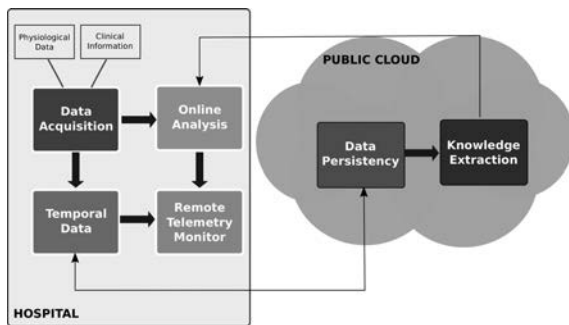 Physiological
Data
Clinical
Information
Data
Acquisition
Online
Analysis
Temporal
Data
Remote
Telemetry
Monitor
HOSPITAL
PUBLIC CLOUD
Data
Persistency
Knowledge
Extraction